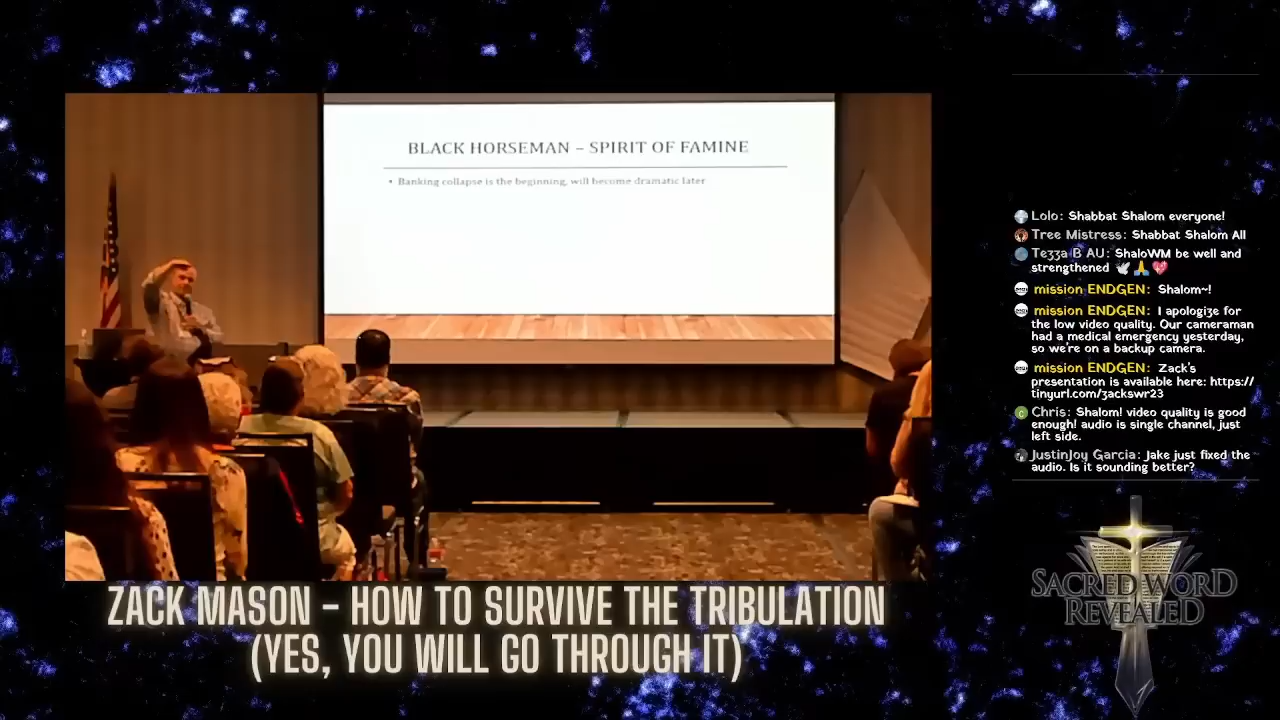 BLACK HORSEMAN – SPIRIT OF FAMINE
• Banking collapse is the beginning, will become dramatic later
Lolo: Shabbat Shalom everyone!
Tree Mistress: Shabbat Shalom All
Tezza B AU: ShaloWM be well and
strengthened 🕊️🙏💖
mission ENDGEN: Shalom~!
mission ENDGEN: I apologize for
the low video quality. Our cameraman
had a medical emergency yesterday,
so we're on a backup camera.
mission ENDGEN: Zack's
presentation is available here: https://
tinyurl.com/zackswr23
Chris: Shalom! video quality is good
enough! audio is single channel, just
left side.
JustinJoy Garcia: Jake just fixed the
audio. Is it sounding better?
SACRED WORD
REVEALED
ZACK MASON - HOW TO SURVIVE THE TRIBULATION
(YES, YOU WILL GO THROUGH IT)